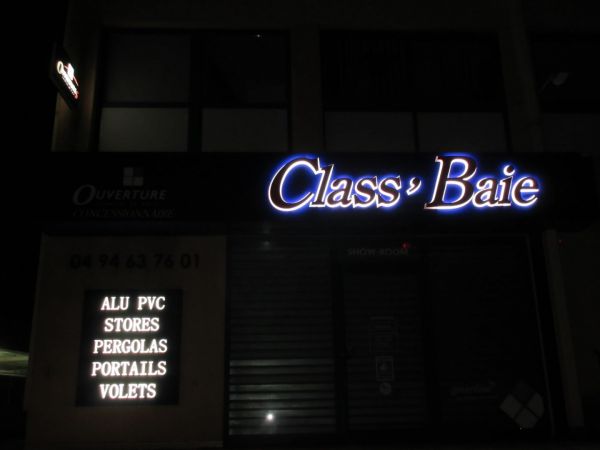 Class' Baie
OUVERTURE
CONCESSIONNAIRE
04 94 63 76 01
SHOW-ROOM
ALU PVC
STORES
PERGOLAS
PORTAILS
VOLETS